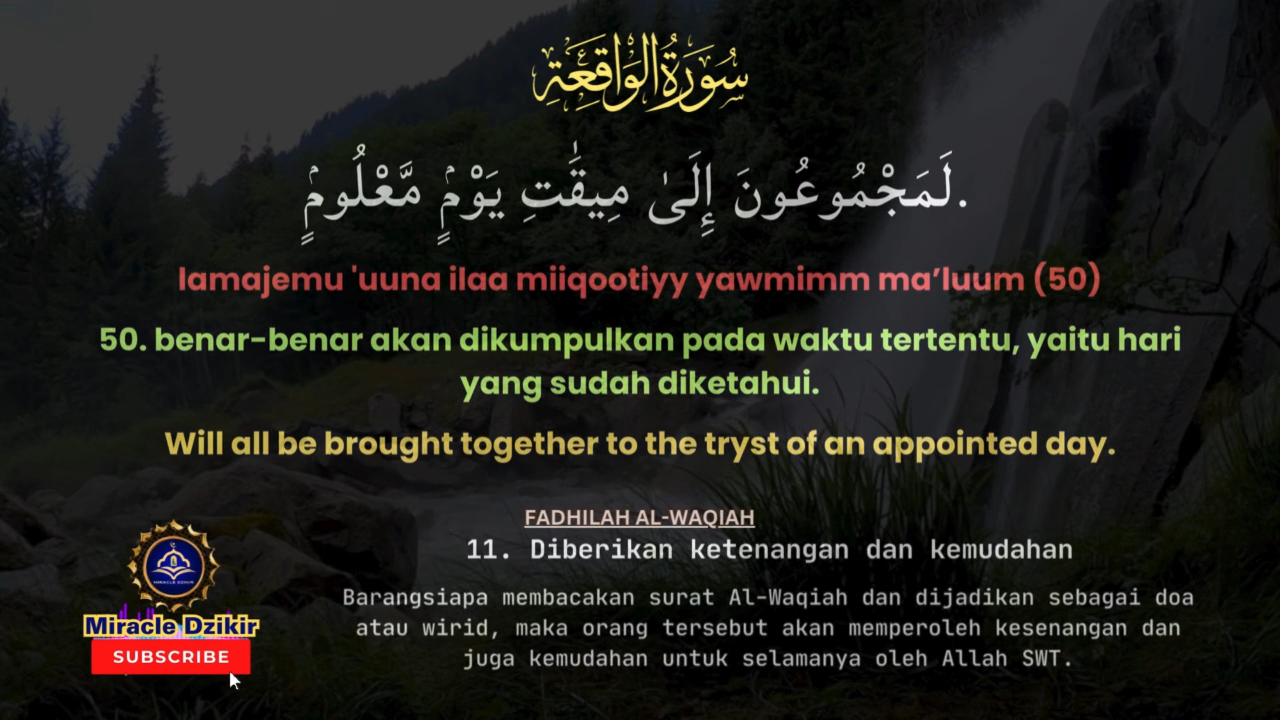 سُورَةُ الوَاقِعَةِ
لَمَجْمُوعُونَ إِلَىٰ مِيقَٰتِ يَوْمٍۢ مَّعْلُومٍۢ.
lamajemu 'uuna ilaa miiqootiyy yawmimm ma’luum (50)
50. benar-benar akan dikumpulkan pada waktu tertentu, yaitu hari
yang sudah diketahui.
Will all be brought together to the tryst of an appointed day.
FADHILAH AL-WAQIAH
11. Diberikan ketenangan dan kemudahan
Barangsiapa membacakan surat Al-Waqiah dan dijadikan sebagai doa
atau wirid, maka orang tersebut akan memperoleh kesenangan dan
juga kemudahan untuk selamanya oleh Allah SWT.
MIRACLE DZIKIR
Miracle Dzikir
SUBSCRIBE